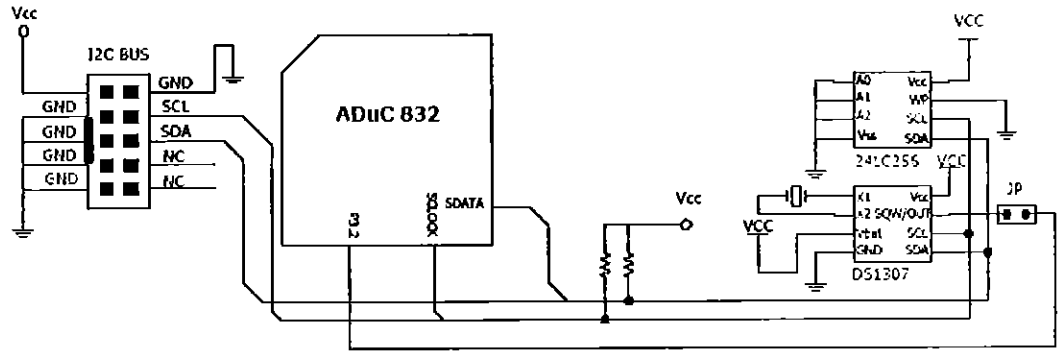 Vcc
I2C BUS
GND
GND
SCL
GND
SDA
GND
NC
GND
NC
ADuC 832
SDATA
SCLOCK
3.2
Vcc
VCC
A0 Vcc
A1 WP
A2 SCL
Vss SDA
24LC256
VCC
X1 Vcc
X2 SQW/OUT
VCC
Vbat SCL
GND SDA
DS1307
JP